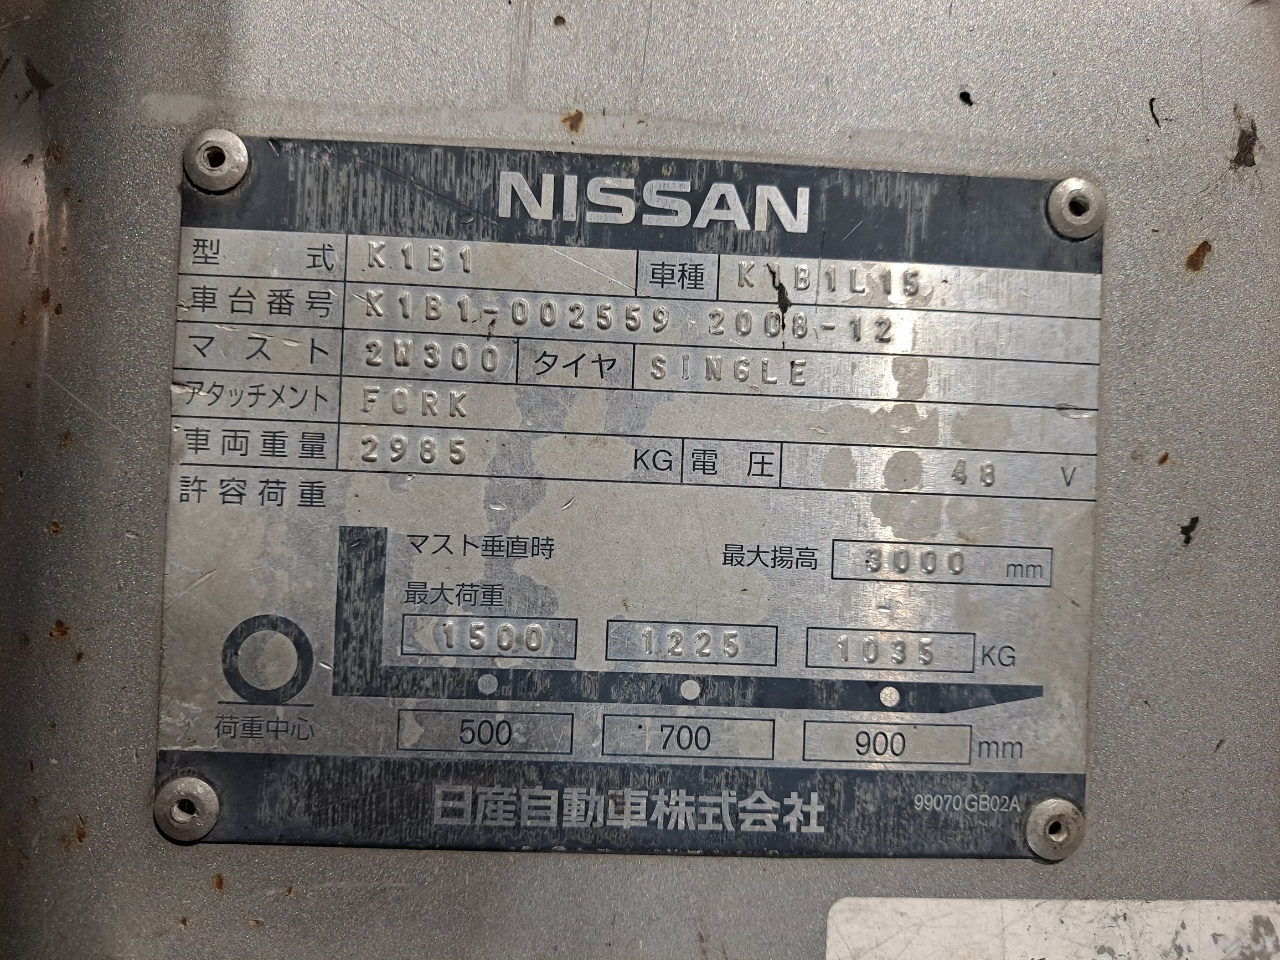 NISSAN
型式 K1B1 車種 K1B1L15
車台番号 K1B1-002559 2008-12
マスト 2W300 タイヤ SINGLE
アタッチメント FORK
車両重量 2985 KG 電圧 48 V
許容荷重
マスト垂直時 最大揚高 3000 mm
最大荷重
1500 1225 1035 KG
荷重中心 500 700 900 mm
日産自動車株式会社 99070 GB02A